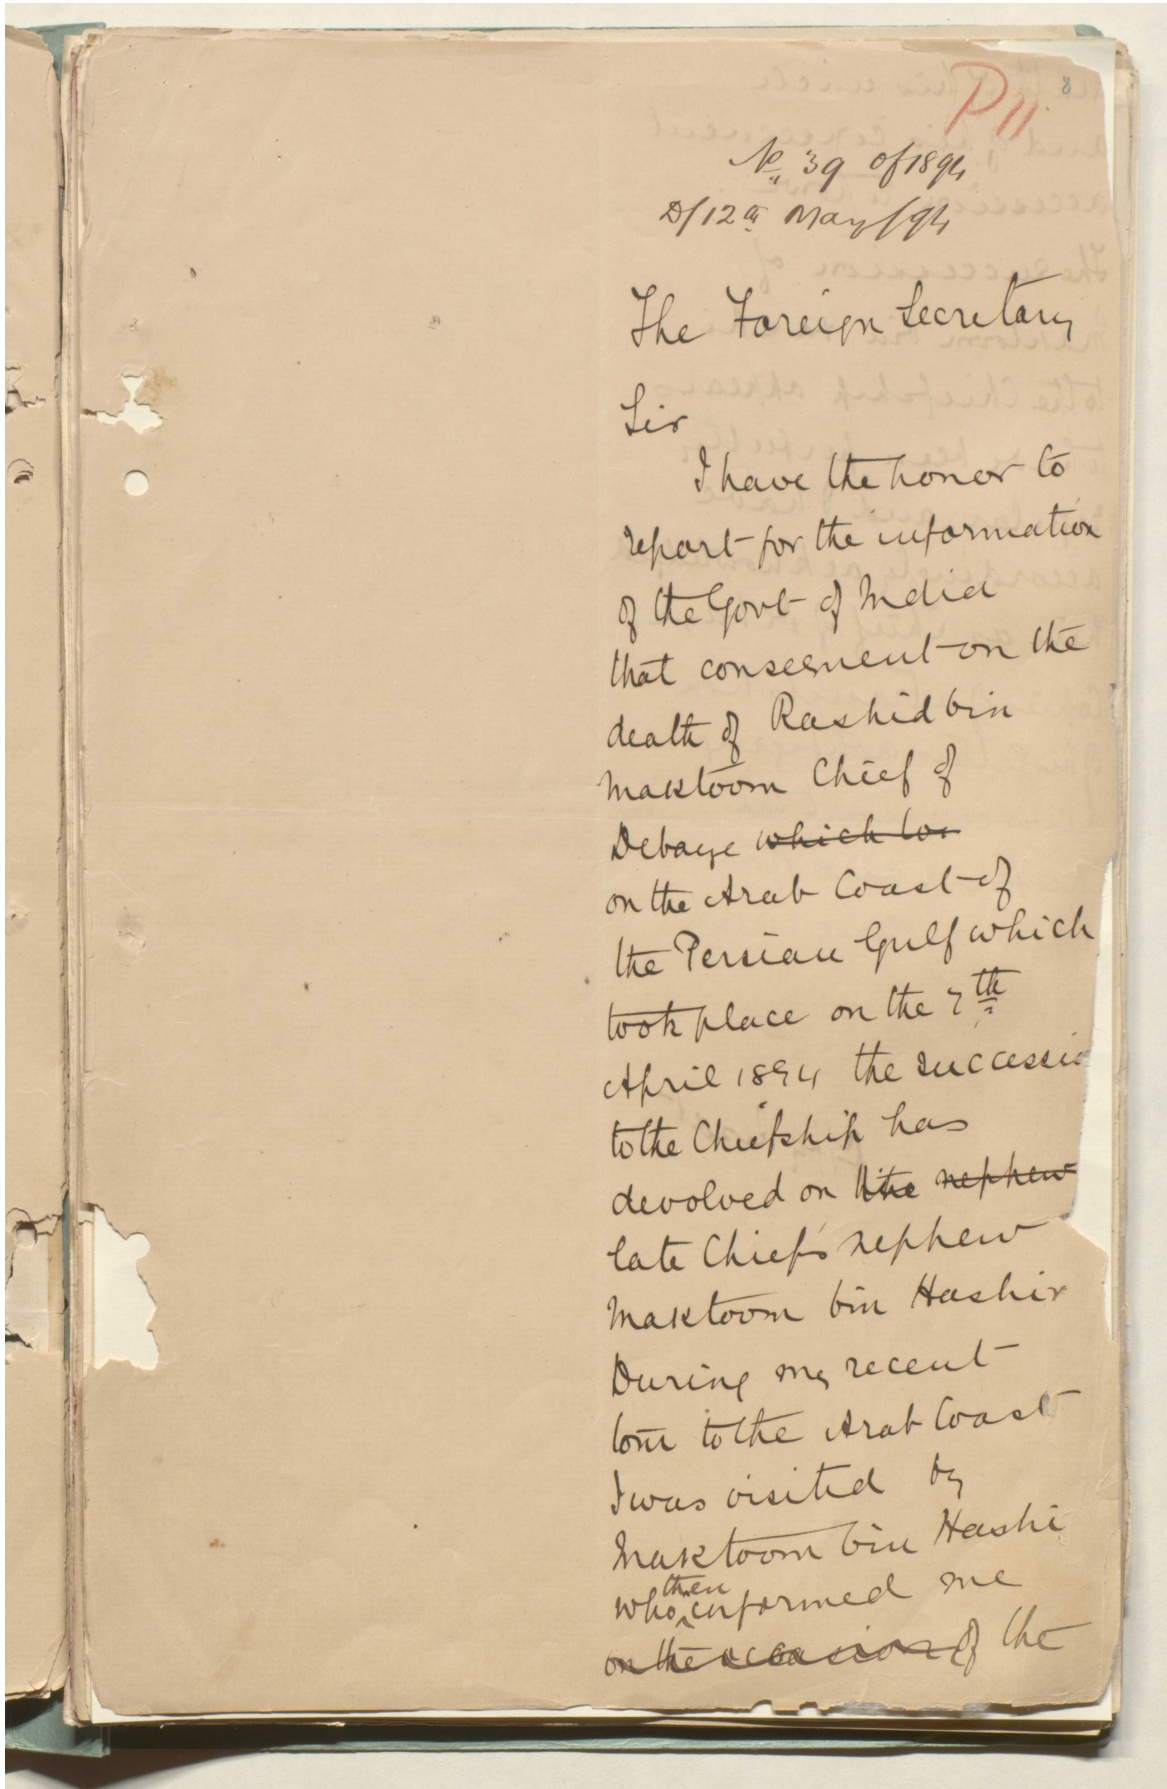 P11
8
No. 39 of 1894
D/12th May/94
The Foreign Secretary
Sir
I have the honor to
report for the information
of the Govt of India
that consequent on the
death of Rashid bin
Maktoom Chief of
Debaye which
on the Arab Coast of
the Persian Gulf which
took place on the 7th
April 1894 the successio
to the Chiefship has
devolved on the nephew
late Chief's nephew
Maktoom bin Hashir
During my recent
tour to the Arab Coast
I was visited by
Maktoom bin Hashi
who then informed me
on the occasion of the